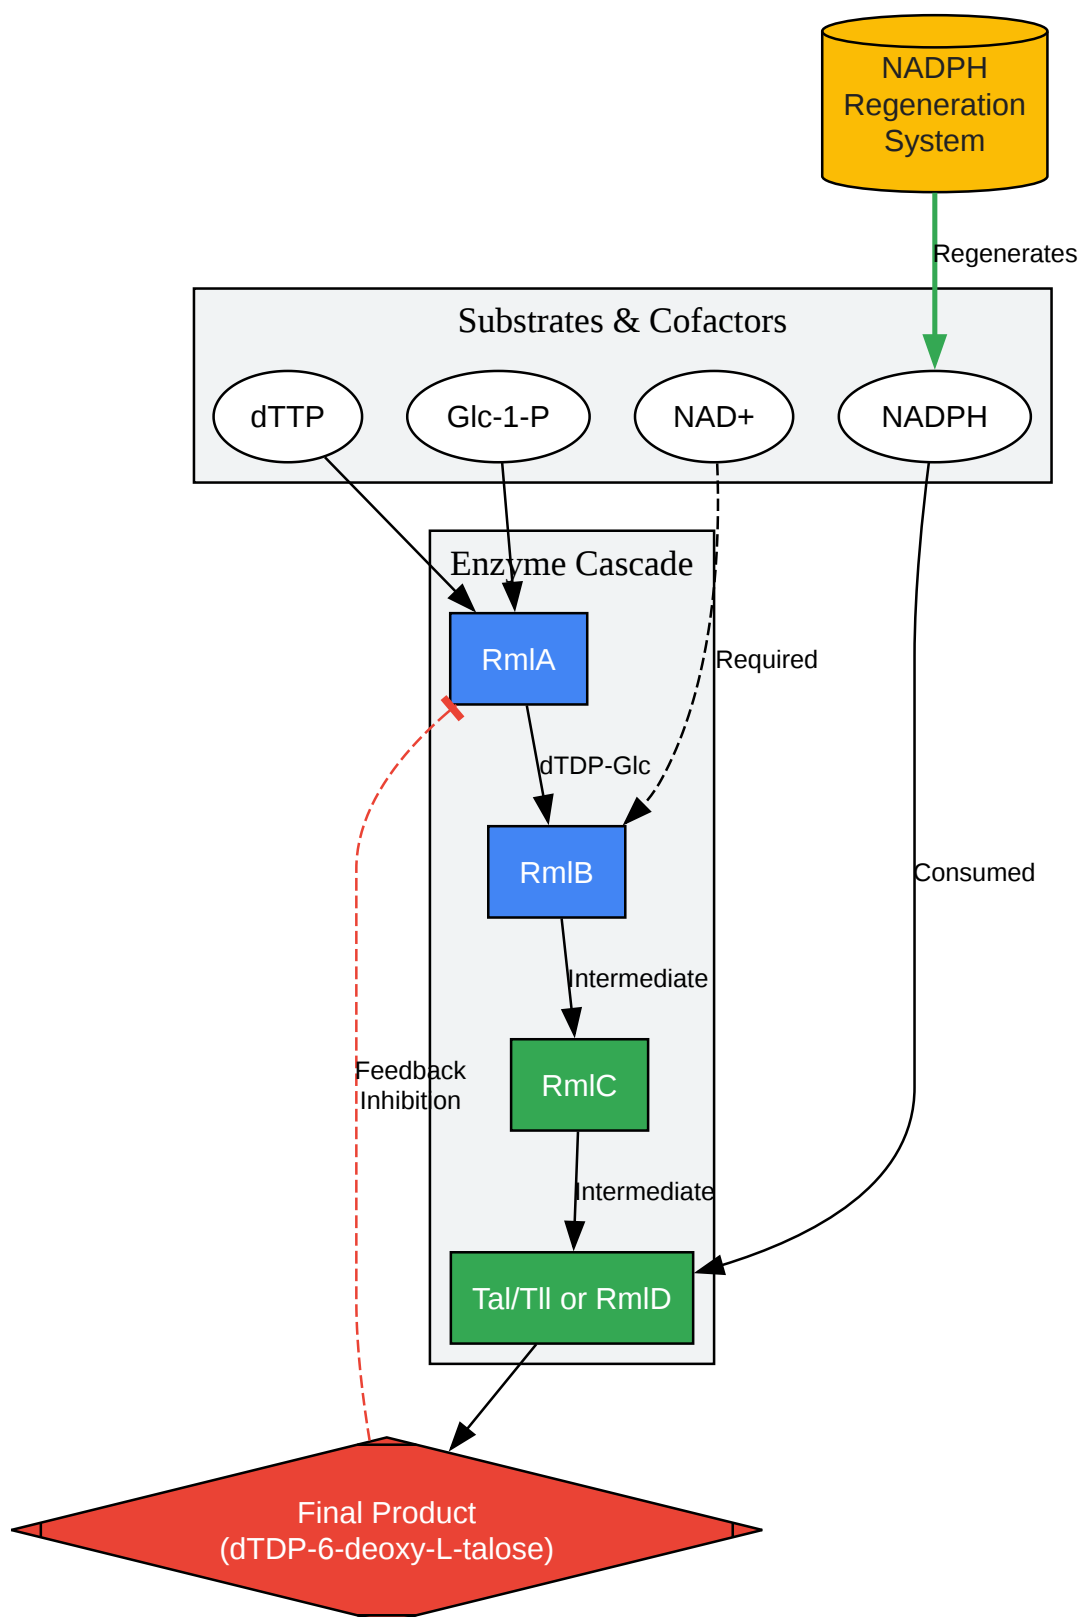 NADPH
Regeneration
System
Regenerates
Substrates & Cofactors
dTTP
Glc-1-P
NAD+
NADPH
Enzyme Cascade
RmlA
Required
dTDP-Glc
RmlB
Consumed
Intermediate
Feedback
Inhibition
RmlC
Intermediate
Tal/Tll or RmlD
Final Product
(dTDP-6-deoxy-L-talose)